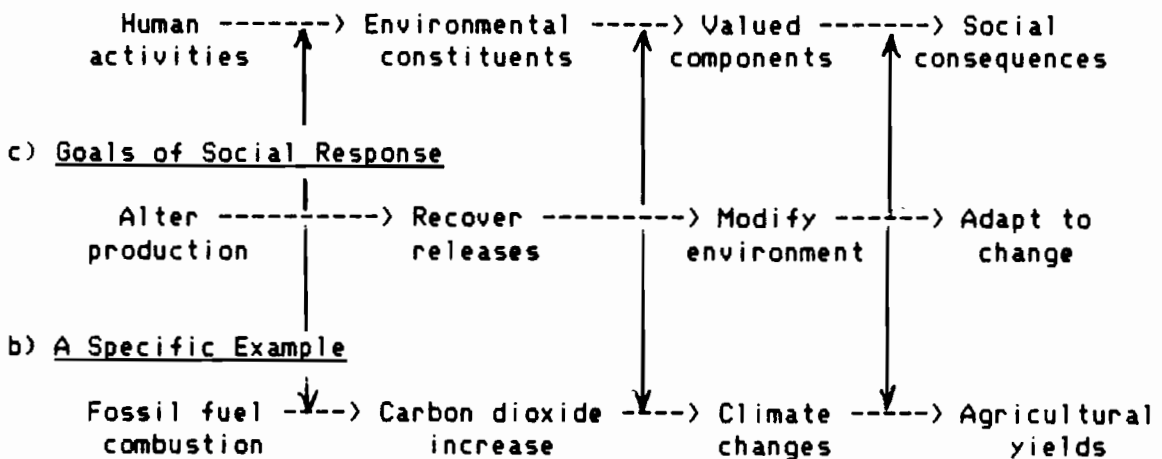 Human -----> Environmental -----> Valued -----> Social
activities constituents components consequences
c) Goals of Social Response
Alter ----------> Recover --------> Modify -----> Adapt to
production releases environment change
b) A Specific Example
Fossil fuel ----> Carbon dioxide ----> Climate ----> Agricultural
combustion increase changes yields